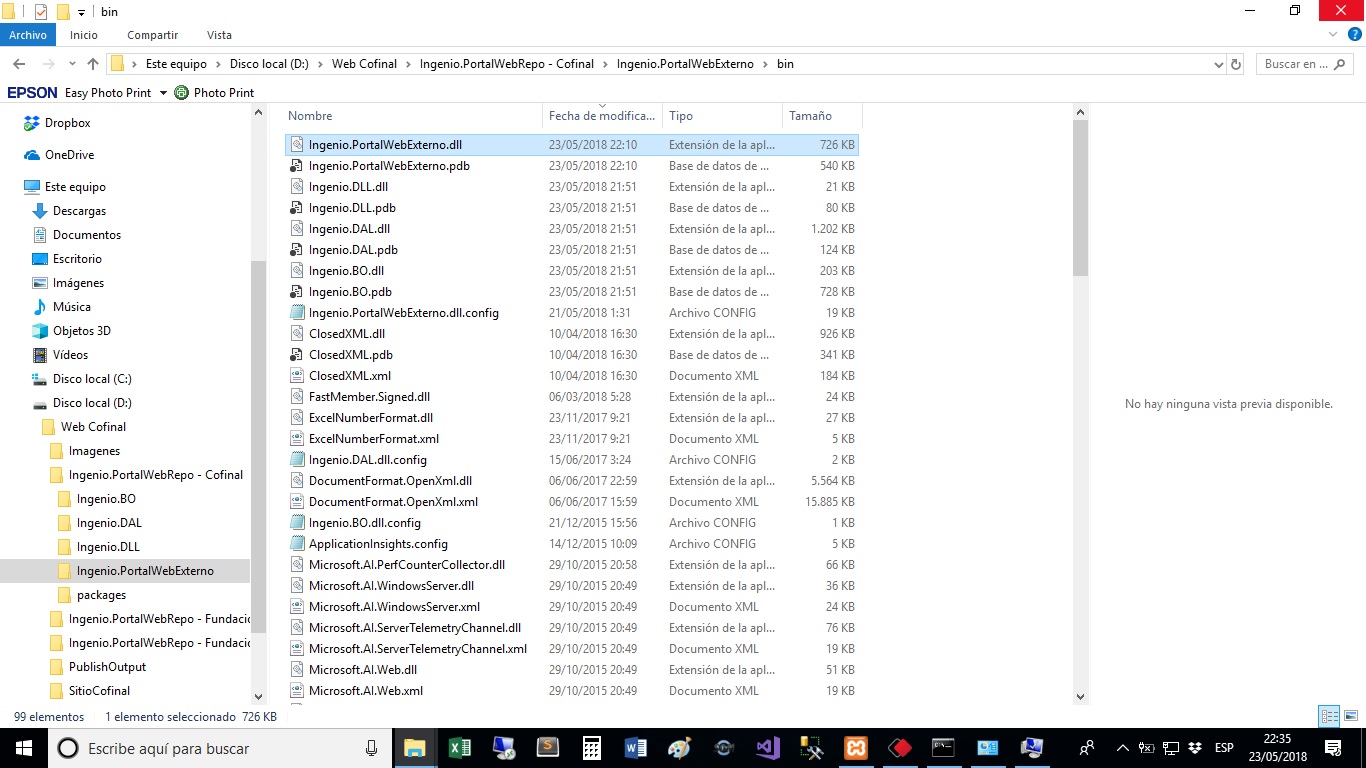 bin
Archivo Inicio Compartir Vista
Este equipo Disco local (D:) Web Cofinal Ingenio.PortalWebRepo - Cofinal Ingenio.PortalWebExterno bin Buscar en ...
EPSON Easy Photo Print Photo Print
Dropbox
OneDrive
Este equipo
Descargas
Documentos
Escritorio
Imágenes
Música
Objetos 3D
Vídeos
Disco local (C:)
Disco local (D:)
Web Cofinal
Imagenes
Ingenio.PortalWebRepo - Cofinal
Ingenio.BO
Ingenio.DAL
Ingenio.DLL
Ingenio.PortalWebExterno
packages
Ingenio.PortalWebRepo - Fundaci
Ingenio.PortalWebRepo - Fundaci
PublishOutput
SitioCofinal
Nombre Fecha de modifica... Tipo Tamaño
Ingenio.PortalWebExterno.dll 23/05/2018 22:10 Extensión de la apl... 726 KB
Ingenio.PortalWebExterno.pdb 23/05/2018 22:10 Base de datos de ... 540 KB
Ingenio.DLL.dll 23/05/2018 21:51 Extensión de la apl... 21 KB
Ingenio.DLL.pdb 23/05/2018 21:51 Base de datos de ... 80 KB
Ingenio.DAL.dll 23/05/2018 21:51 Extensión de la apl... 1.202 KB
Ingenio.DAL.pdb 23/05/2018 21:51 Base de datos de ... 124 KB
Ingenio.BO.dll 23/05/2018 21:51 Extensión de la apl... 203 KB
Ingenio.BO.pdb 23/05/2018 21:51 Base de datos de ... 728 KB
Ingenio.PortalWebExterno.dll.config 21/05/2018 1:31 Archivo CONFIG 19 KB
ClosedXML.dll 10/04/2018 16:30 Extensión de la apl... 926 KB
ClosedXML.pdb 10/04/2018 16:30 Base de datos de ... 341 KB
ClosedXML.xml 10/04/2018 16:30 Documento XML 184 KB
FastMember.Signed.dll 06/03/2018 5:28 Extensión de la apl... 24 KB
ExcelNumberFormat.dll 23/11/2017 9:21 Extensión de la apl... 27 KB
ExcelNumberFormat.xml 23/11/2017 9:21 Documento XML 5 KB
Ingenio.DAL.dll.config 15/06/2017 3:24 Archivo CONFIG 2 KB
DocumentFormat.OpenXml.dll 06/06/2017 22:59 Extensión de la apl... 5.564 KB
DocumentFormat.OpenXml.xml 06/06/2017 15:59 Documento XML 15.885 KB
Ingenio.BO.dll.config 21/12/2015 15:56 Archivo CONFIG 1 KB
ApplicationInsights.config 14/12/2015 10:09 Archivo CONFIG 5 KB
Microsoft.AI.PerfCounterCollector.dll 29/10/2015 20:58 Extensión de la apl... 66 KB
Microsoft.AI.WindowsServer.dll 29/10/2015 20:49 Extensión de la apl... 36 KB
Microsoft.AI.WindowsServer.xml 29/10/2015 20:49 Documento XML 24 KB
Microsoft.AI.ServerTelemetryChannel.dll 29/10/2015 20:49 Extensión de la apl... 76 KB
Microsoft.AI.ServerTelemetryChannel.xml 29/10/2015 20:49 Documento XML 19 KB
Microsoft.AI.Web.dll 29/10/2015 20:49 Extensión de la apl... 51 KB
Microsoft.AI.Web.xml 29/10/2015 20:49 Documento XML 19 KB
No hay ninguna vista previa disponible.
99 elementos 1 elemento seleccionado 726 KB
Escribe aquí para buscar
ESP
22:35
23/05/2018